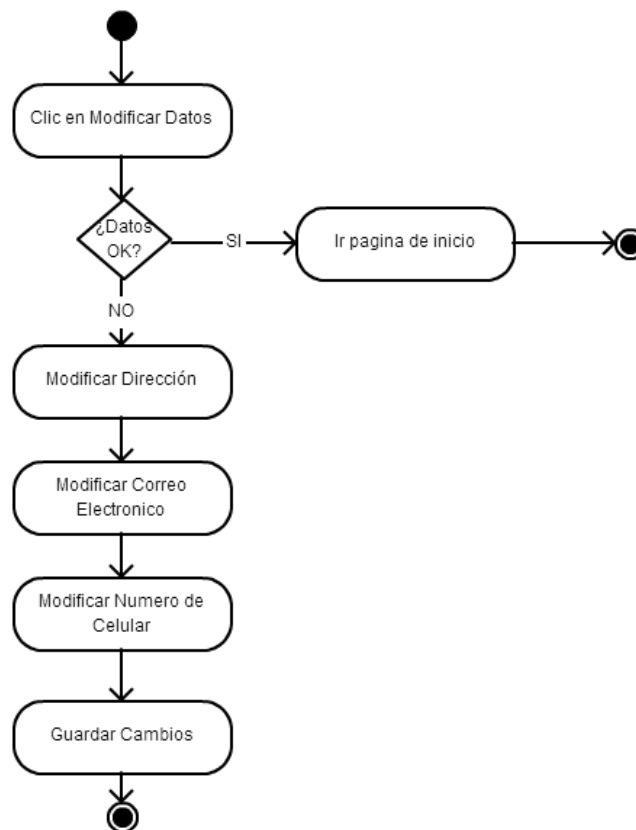 Clic en Modificar Datos
¿Datos
OK?
SI
Ir pagina de inicio
NO
Modificar Dirección
Modificar Correo
Electronico
Modificar Numero de
Celular
Guardar Cambios